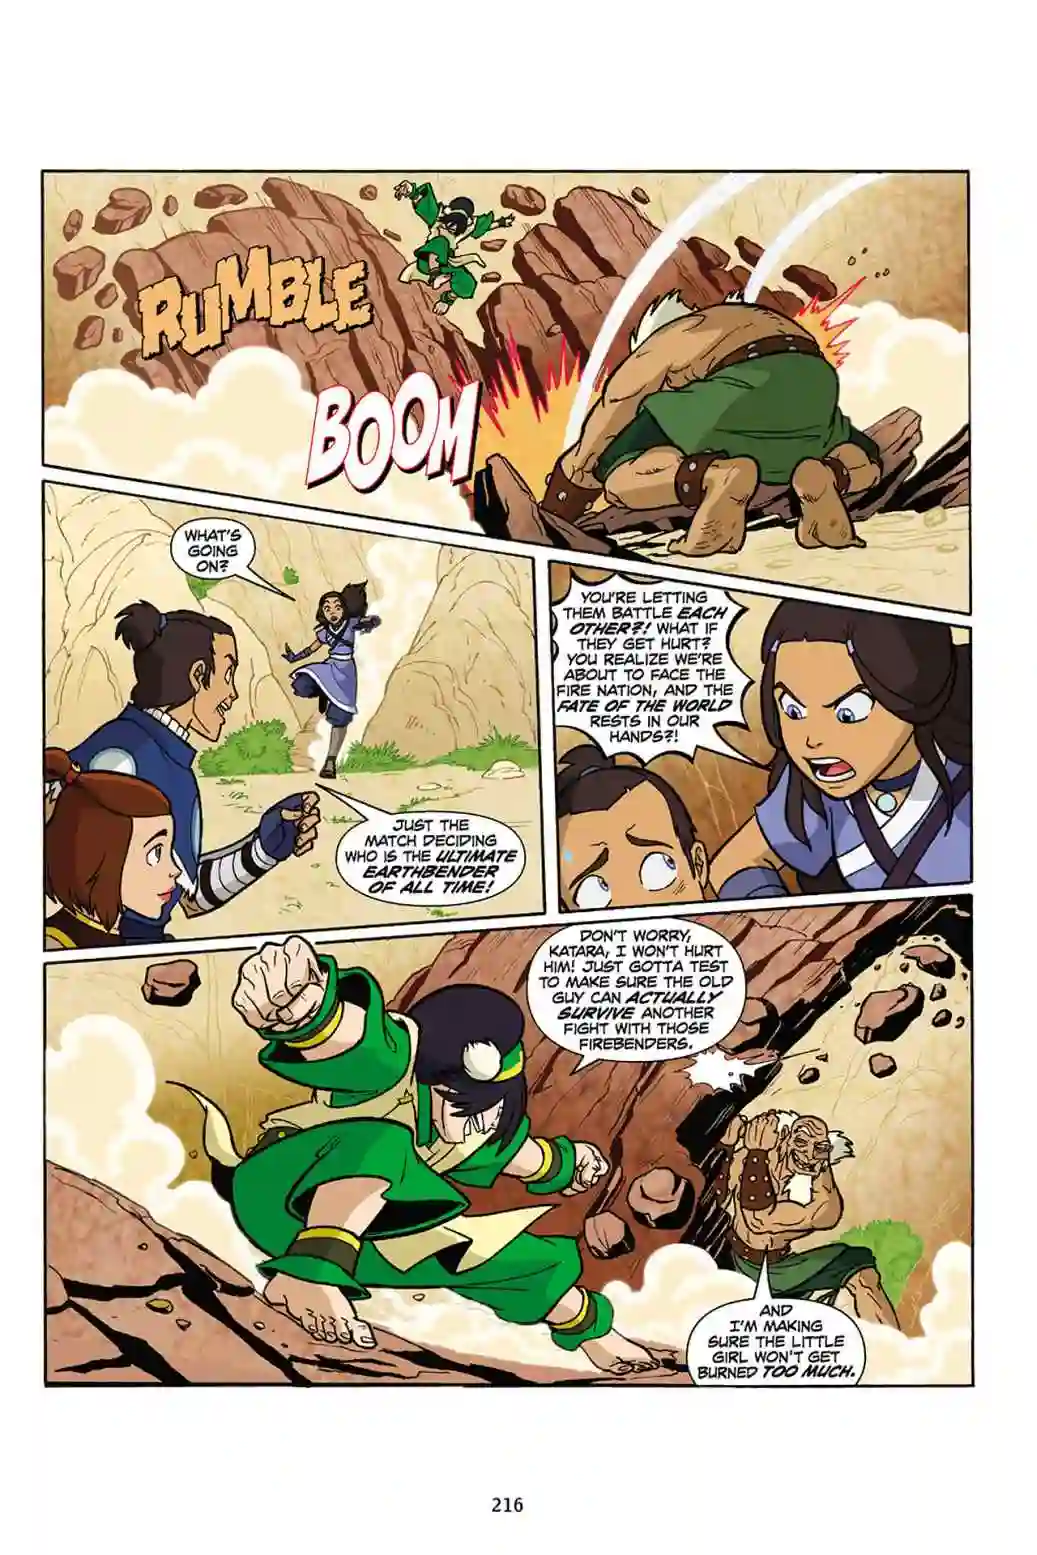 RUMBLE
BOOM
WHAT'S
GOING
ON?
JUST THE
MATCH DECIDING
WHO IS THE ULTIMATE
EARTHBENDER
OF ALL TIME!
YOU'RE LETTING
THEM BATTLE EACH
OTHER?! WHAT IF
THEY GET HURT?
YOU REALIZE WE'RE
ABOUT TO FACE THE
FIRE NATION, AND THE
FATE OF THE WORLD
RESTS IN OUR
HANDS?!
DON'T WORRY,
KATARA, I WON'T HURT
HIM! JUST GOTTA TEST
TO MAKE SURE THE OLD
GUY CAN ACTUALLY
SURVIVE ANOTHER
FIGHT WITH THOSE
FIREBENDERS.
AND
I'M MAKING
SURE THE LITTLE
GIRL WON'T GET
BURNED TOO MUCH.
216